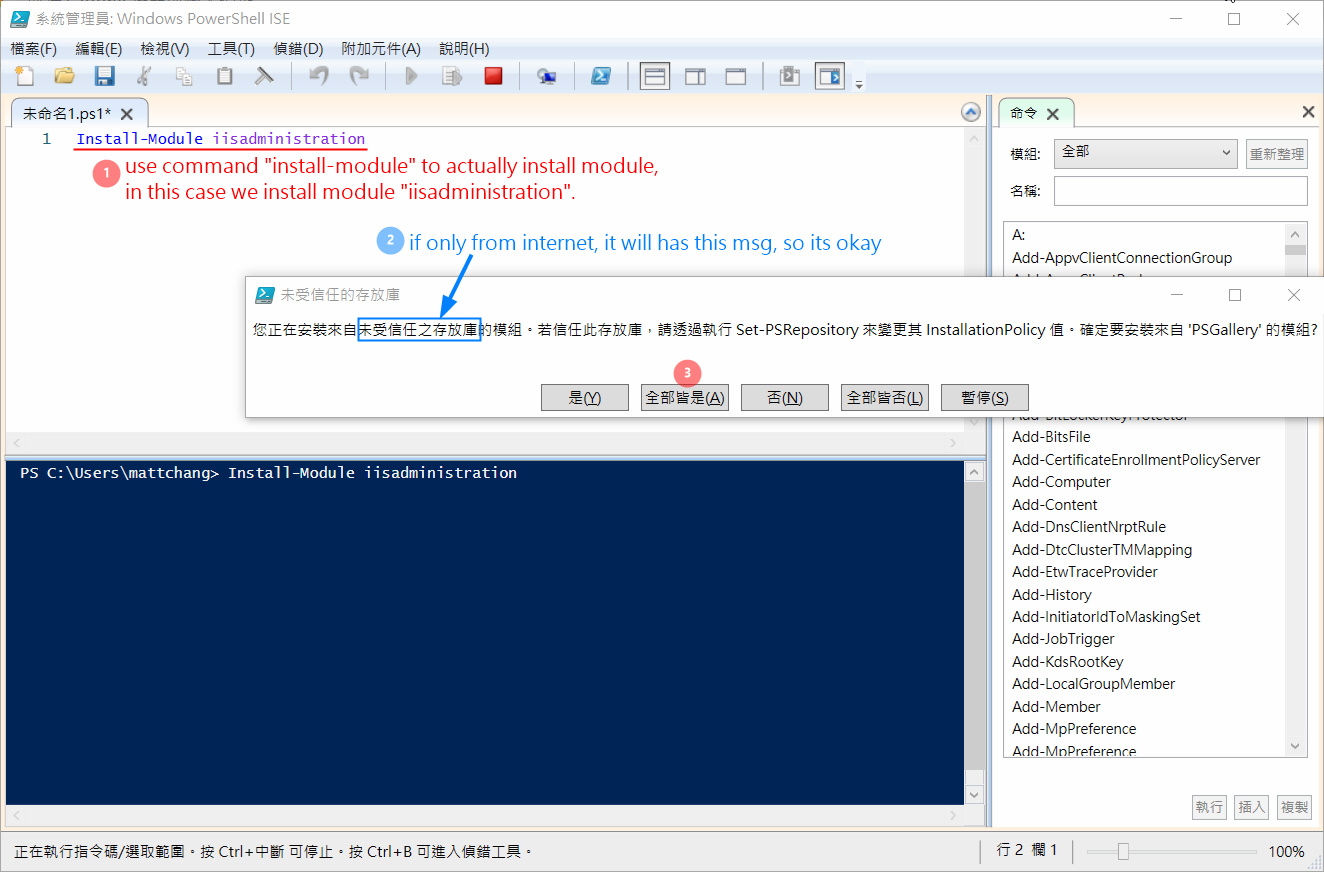 系統管理員: Windows PowerShell ISE
檔案(F) 編輯(E) 檢視(V) 工具(T) 偵錯(D) 附加元件(A) 說明(H)
未命名1.ps1*
1 Install-Module iisadministration
1 use command "install-module" to actually install module,
in this case we install module "iisadministration".
2 if only from internet, it will has this msg, so its okay
未受信任的存放庫
您正在安裝來自未受信任之存放庫的模組。若信任此存放庫，請透過執行 Set-PSRepository 來變更其 InstallationPolicy 值。確定要安裝來自 'PSGallery' 的模組?
3
是(Y) 全部皆是(A) 否(N) 全部皆否(L) 暫停(S)
PS C:\Users\mattchang> Install-Module iisadministration
命令
模組: 全部 重新整理
名稱:
A:
Add-AppvClientConnectionGroup
Add-BitsFile
Add-CertificateEnrollmentPolicyServer
Add-Computer
Add-Content
Add-DnsClientNrptRule
Add-DtcClusterTMMapping
Add-EtwTraceProvider
Add-History
Add-InitiatorIdToMaskingSet
Add-JobTrigger
Add-KdsRootKey
Add-LocalGroupMember
Add-Member
Add-MpPreference
Add-MpPreference
執行 插入 複製
正在執行指令碼/選取範圍。按 Ctrl+中斷 可停止。按 Ctrl+B 可進入偵錯工具。
行 2 欄 1
100%